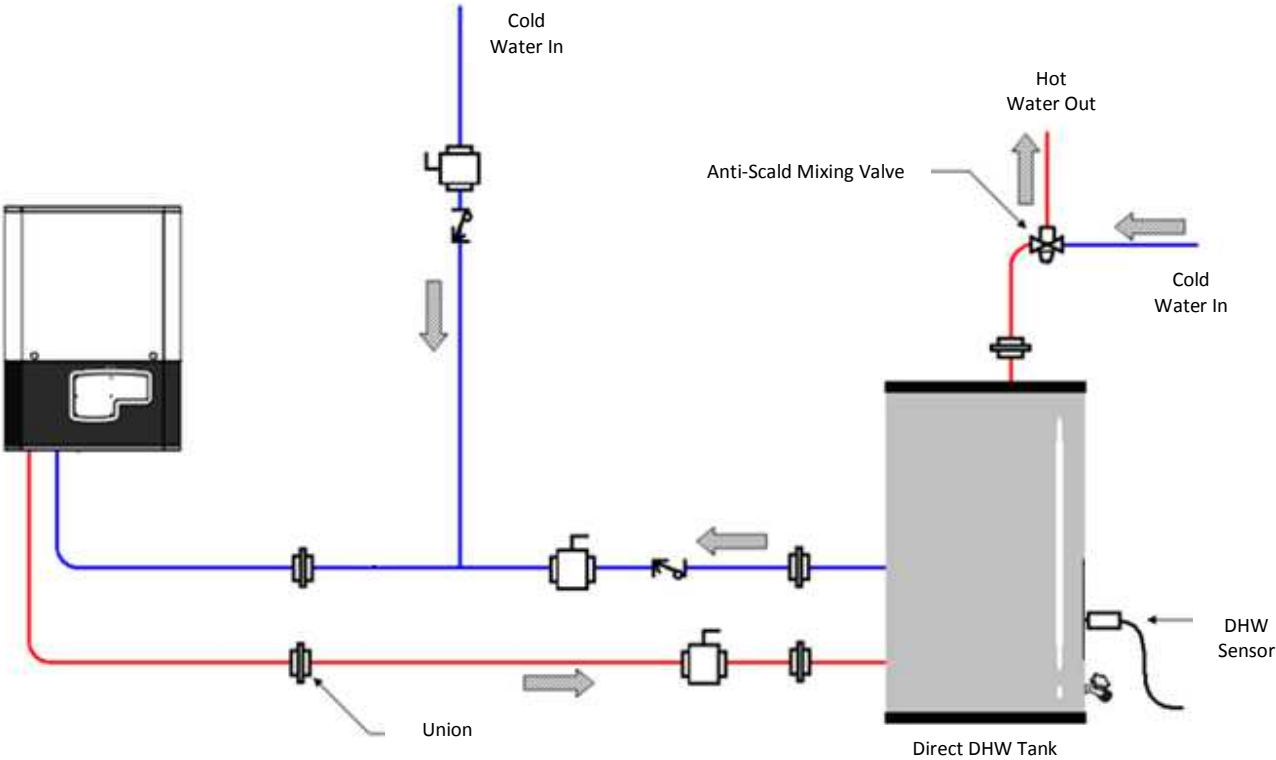 Cold
Water In
Hot
Water Out
Anti-Scald Mixing Valve
Cold
Water In
DHW
Sensor
Union
Direct DHW Tank